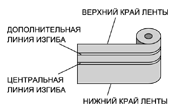 ВЕРХНИЙ КРАЙ ЛЕНТЫ
ДОПОЛНИТЕЛЬНАЯ
ЛИНИЯ ИЗГИБА
ЦЕНТРАЛЬНАЯ
ЛИНИЯ ИЗГИБА
НИЖНИЙ КРАЙ ЛЕНТЫ